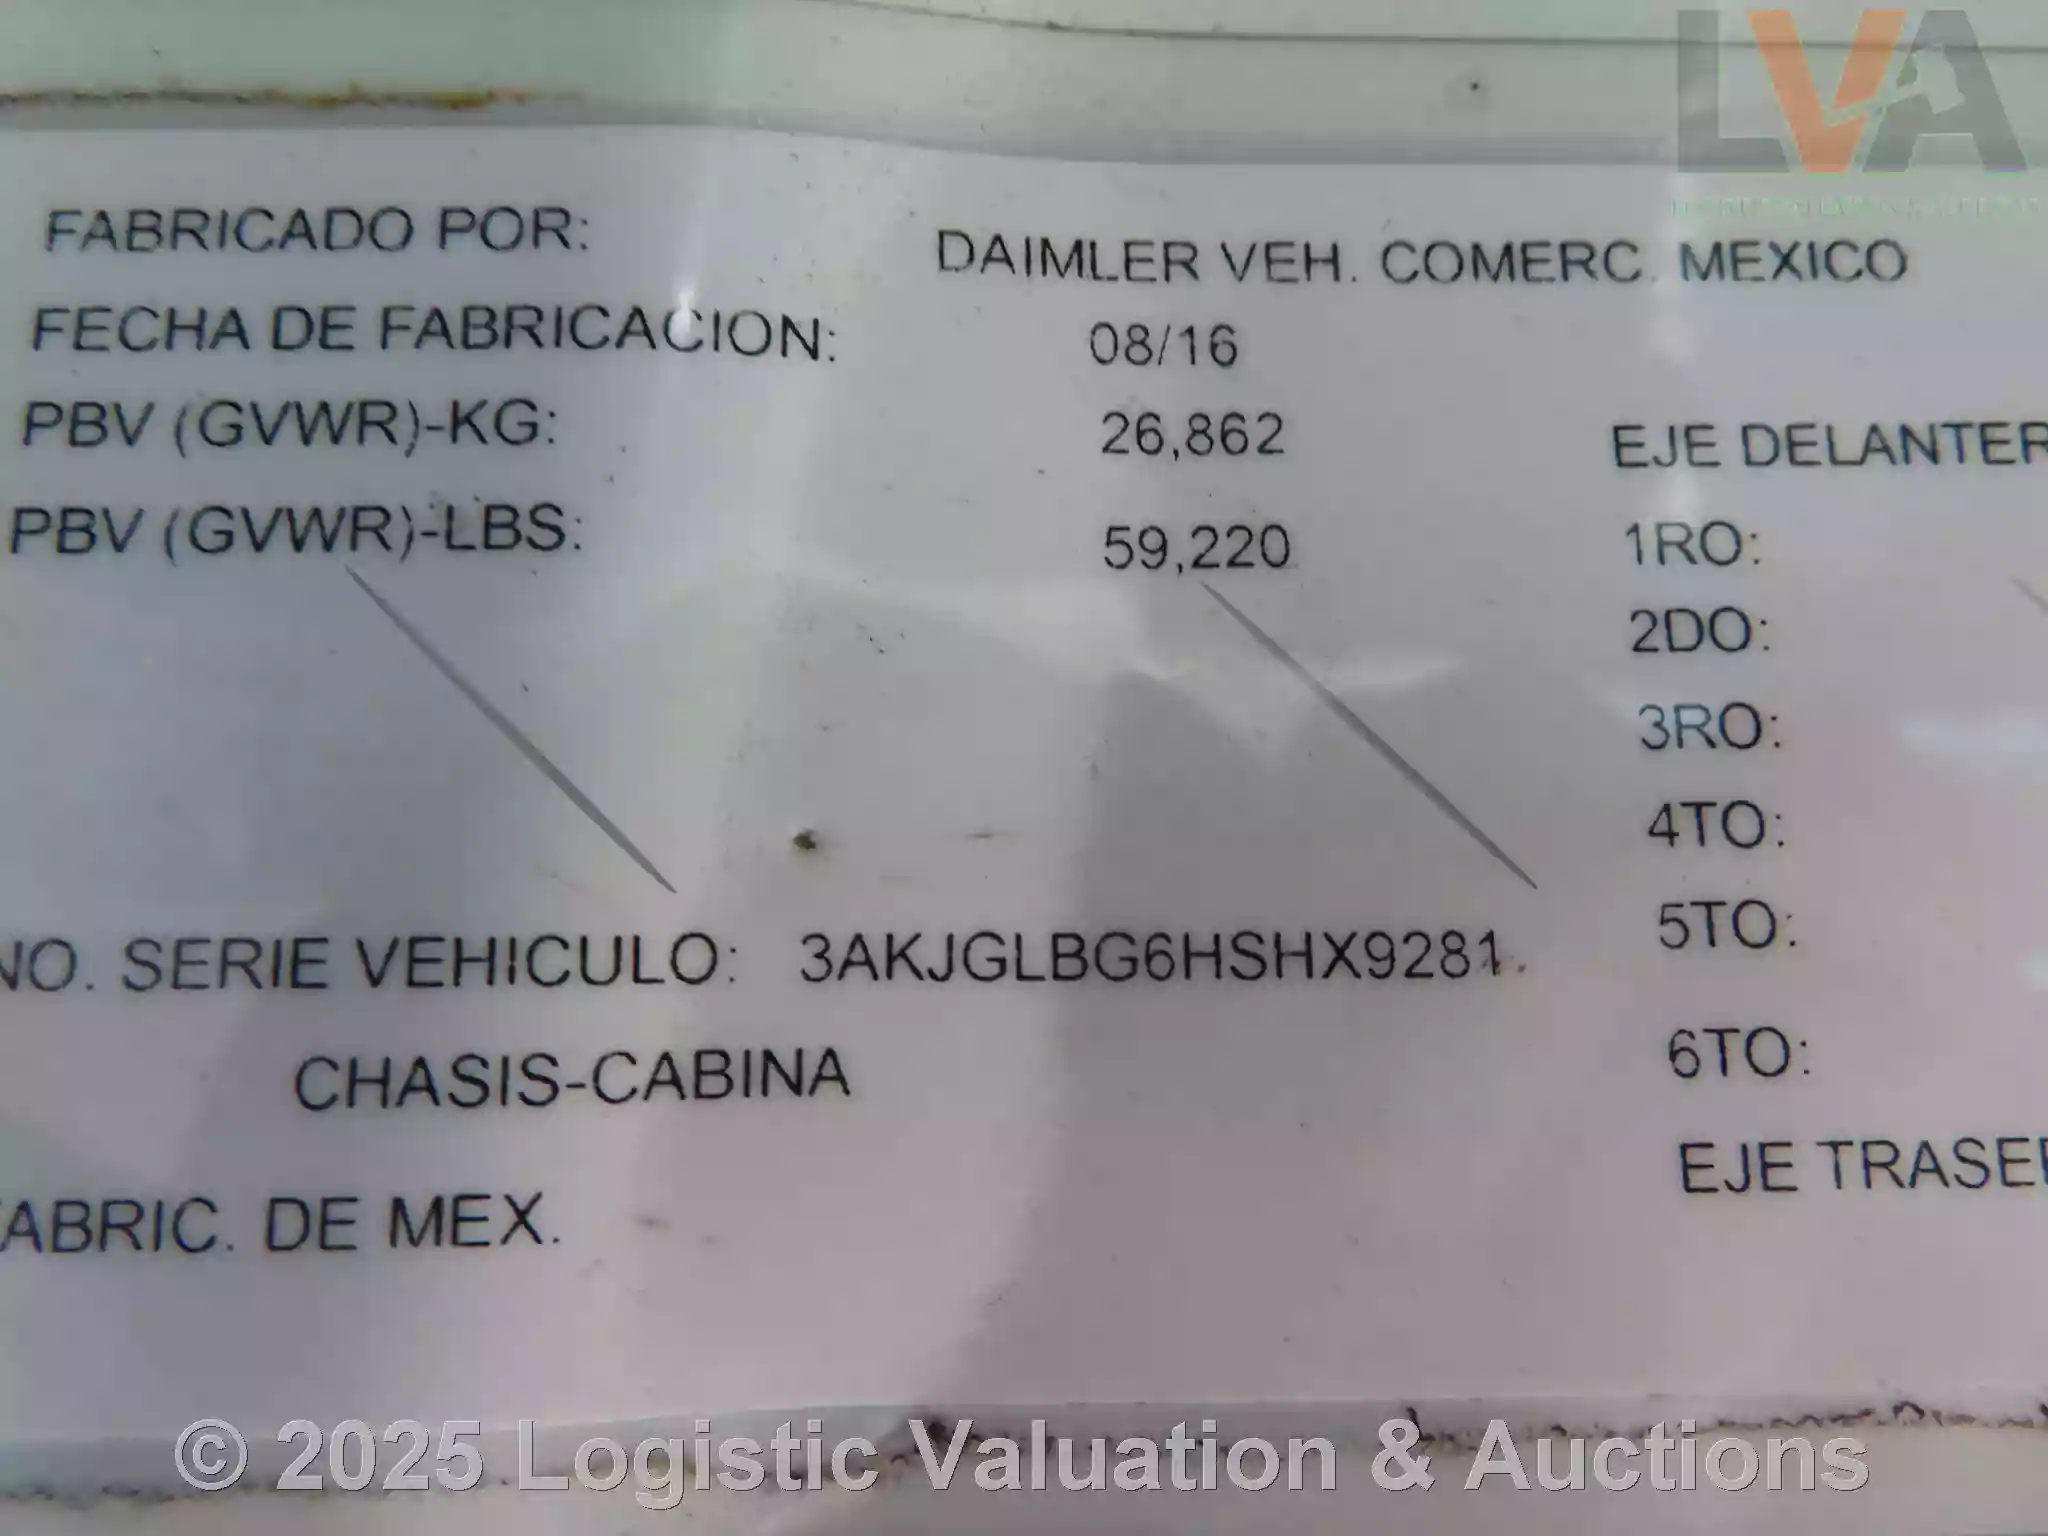 LVA
FABRICADO POR: DAIMLER VEH. COMERC. MEXICO
FECHA DE FABRICACION: 08/16
PBV (GVWR)-KG: 26,862 EJE DELANTER
PBV (GVWR)-LBS: 59,220 1RO:
2DO:
3RO:
4TO:
5TO:
NO. SERIE VEHICULO: 3AKJGLBG6HSHX9281.
6TO:
CHASIS-CABINA
EJE TRASER
FABRIC. DE MEX.
© 2025 Logistic Valuation & Auctions